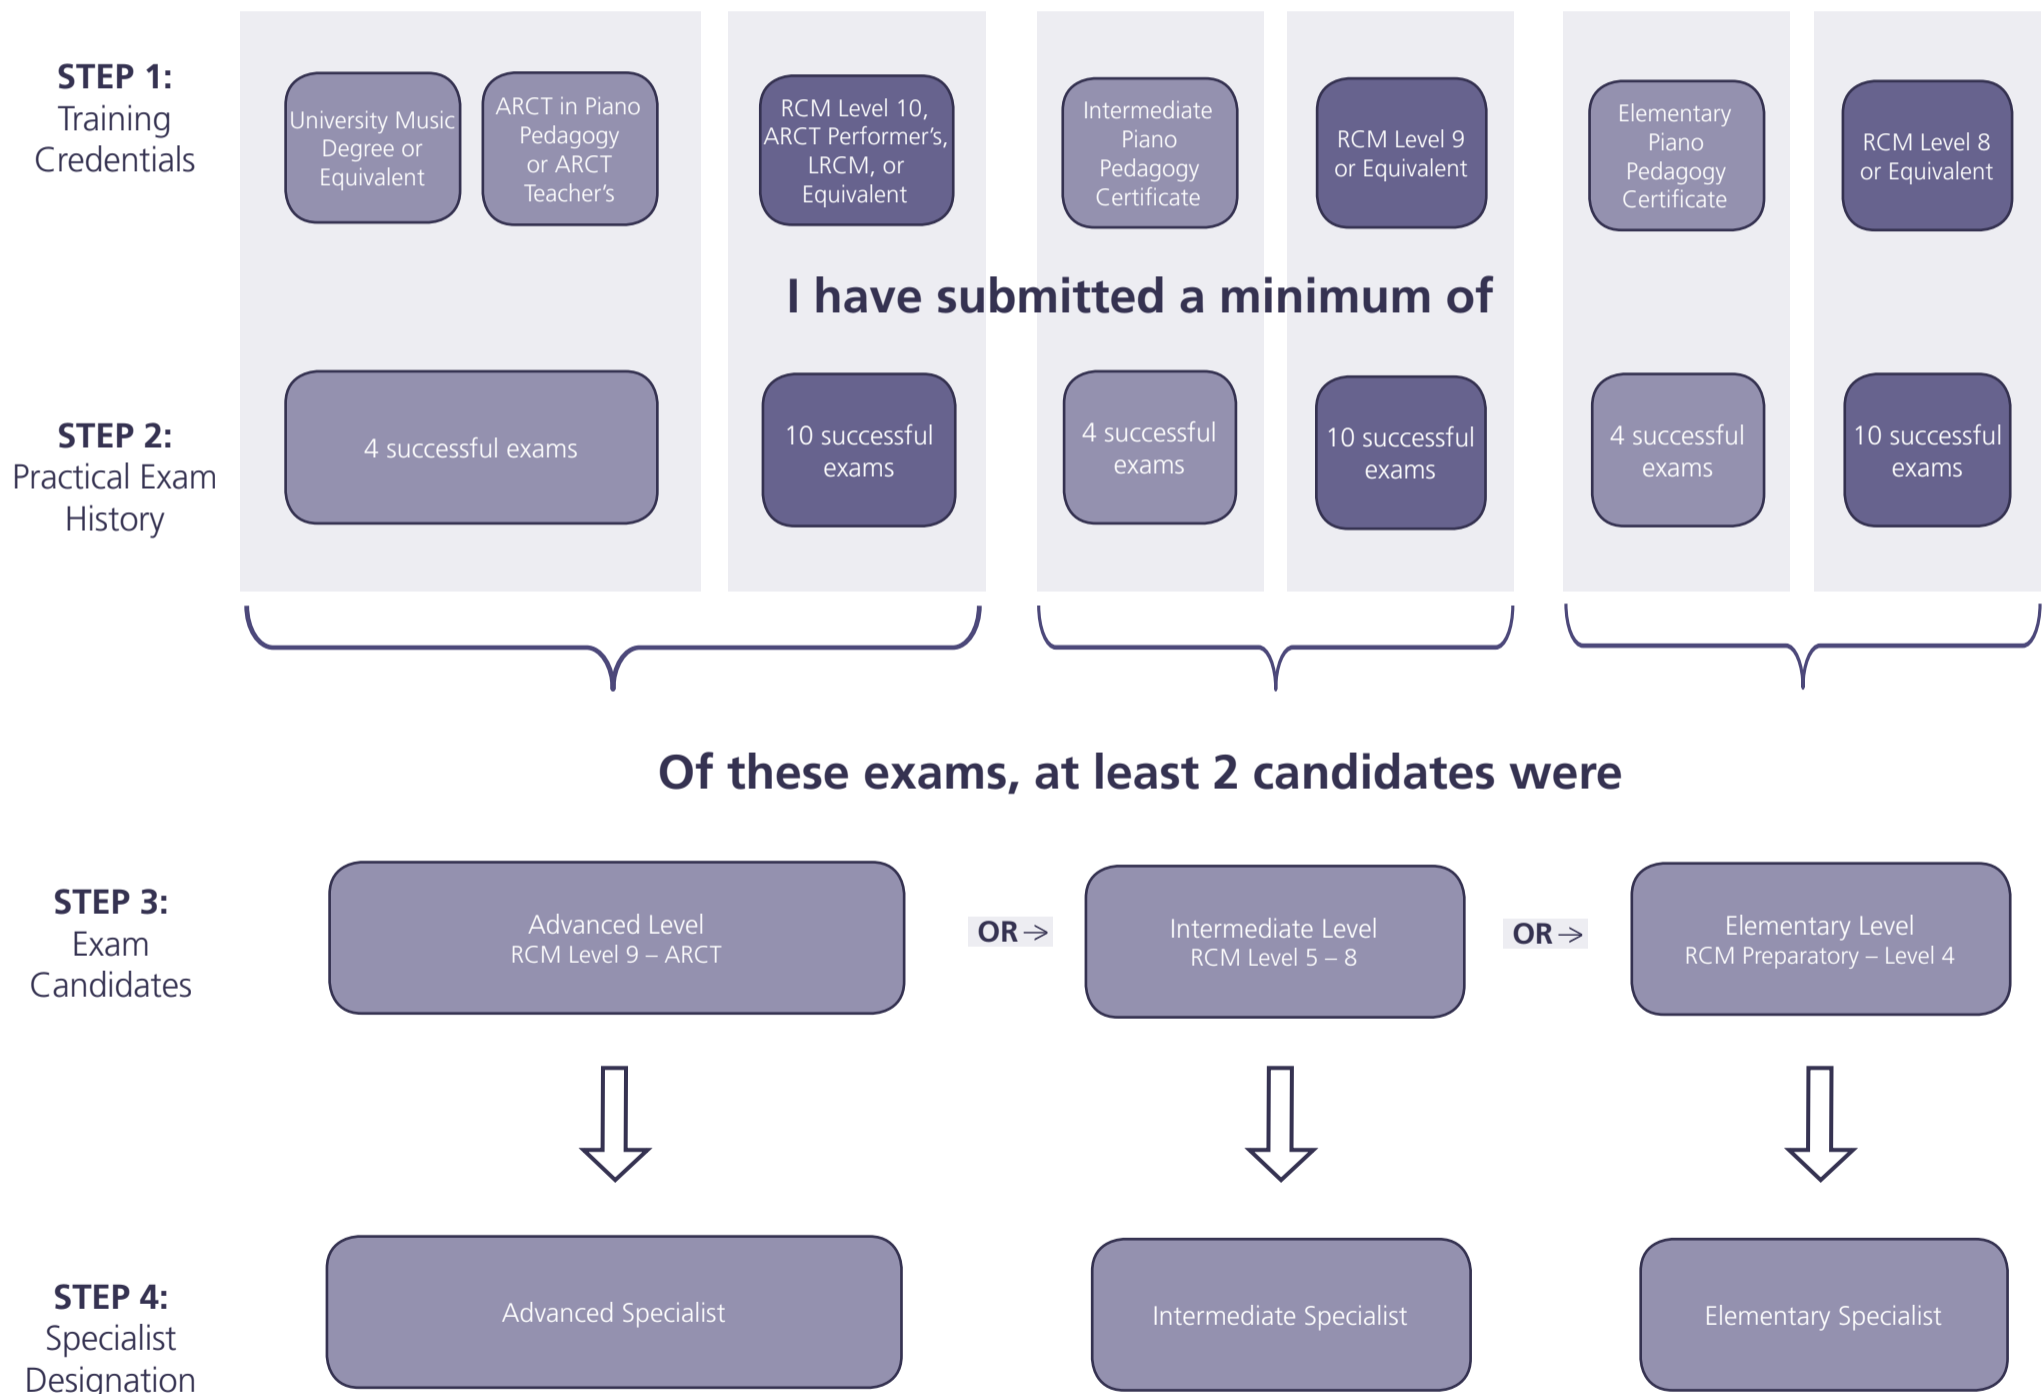 STEP 1:
Training
Credentials
University Music
Degree or
Equivalent
ARCT in Piano
Pedagogy
or ARCT
Teacher's
RCM Level 10,
ARCT Performer's,
LRCM, or
Equivalent
Intermediate
Piano
Pedagogy
Certificate
RCM Level 9
or Equivalent
Elementary
Piano
Pedagogy
Certificate
RCM Level 8
or Equivalent
I have submitted a minimum of
STEP 2:
Practical Exam
History
4 successful exams
10 successful
exams
4 successful
exams
10 successful
exams
4 successful
exams
10 successful
exams
Of these exams, at least 2 candidates were
STEP 3:
Exam
Candidates
Advanced Level
RCM Level 9 – ARCT
OR→
Intermediate Level
RCM Level 5 – 8
OR→
Elementary Level
RCM Preparatory – Level 4
STEP 4:
Specialist
Designation
Advanced Specialist
Intermediate Specialist
Elementary Specialist